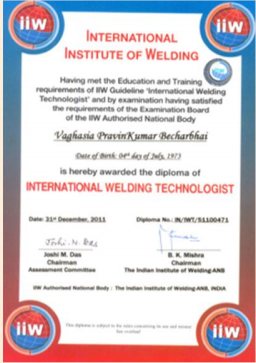 iiw
iiw
INTERNATIONAL
INSTITUTE OF WELDING
Having met the Education and Training
requirements of IIW Guideline 'International Welding
Technologist' and by examination having satisfied
the requirements of the Examination Board
of the IIW Authorised National Body
Vaghasia PravinKumar Becharbhai
Date of Birth: 04th day of July, 1973
is hereby awarded the diploma of
INTERNATIONAL WELDING TECHNOLOGIST
Date: 31st December, 2011 Diploma No.: IN/IWT/51100471
Joshi M. Das B. K. Mishra
Chairman Chairman
Assessment Committee The Indian Institute of Welding-ANB
IIW Authorised National Body : The Indian Institute of Welding-ANB, INDIA
This diploma is subject to the rules concerning its use and misuse
iiw
iiw